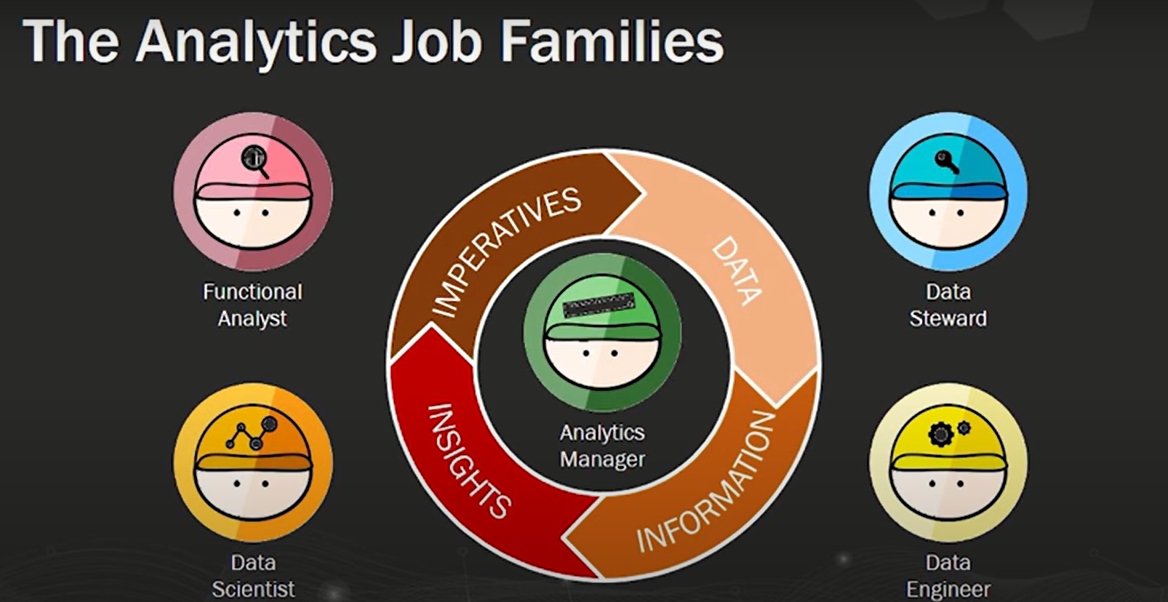 The Analytics Job Families
Functional
Analyst
IMPERATIVES
DATA
Data
Steward
Analytics
Manager
INSIGHTS
INFORMATION
Data
Scientist
Data
Engineer